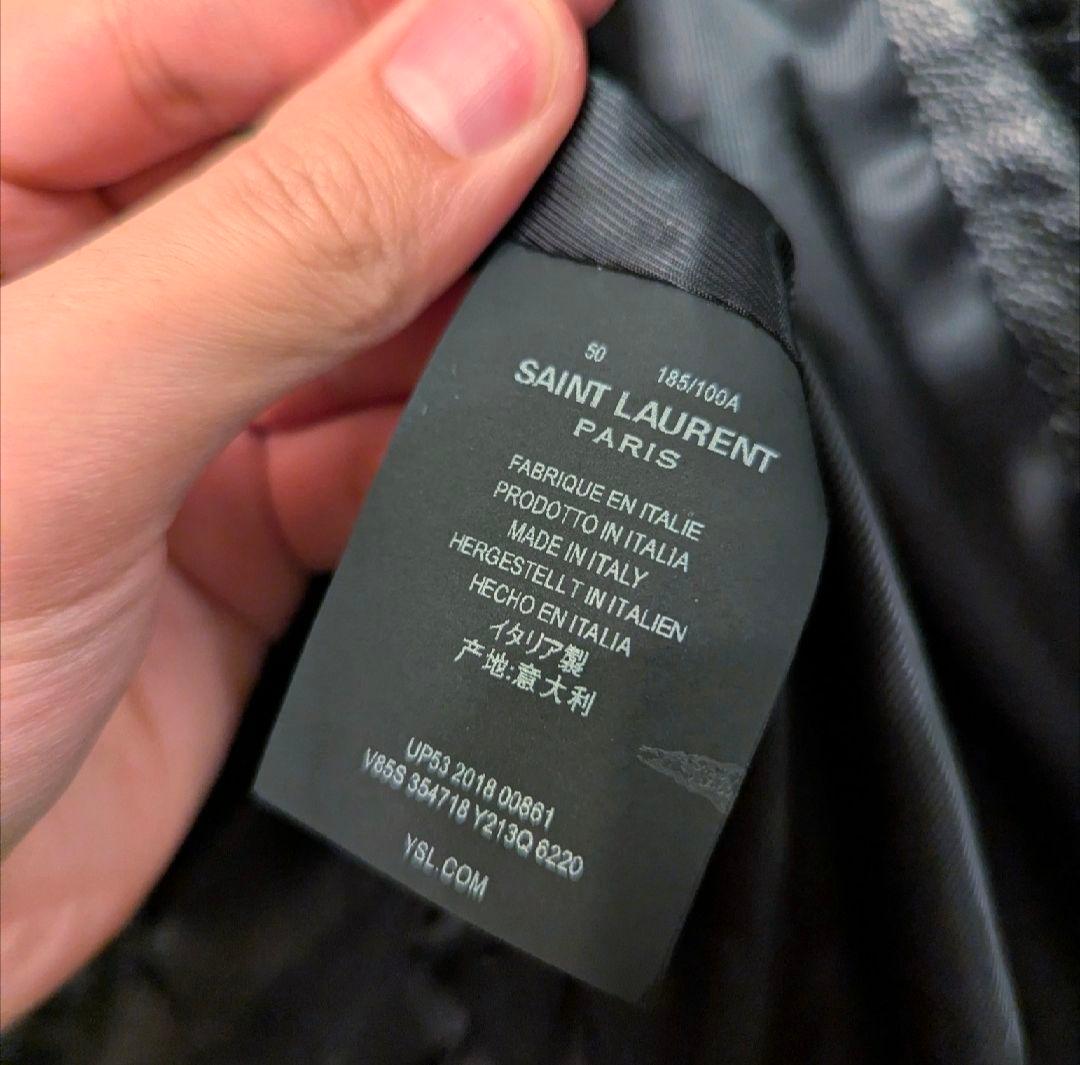 50 185/100A
SAINT LAURENT
PARIS
FABRIQUE EN ITALIE
PRODOTTO IN ITALIA
MADE IN ITALY
HERGESTELLT IN ITALIEN
HECHO EN ITALIA
イタリア製
产地:意大利
UP53 2018 00861
V85S 354718 Y213Q 6220
YSL.COM